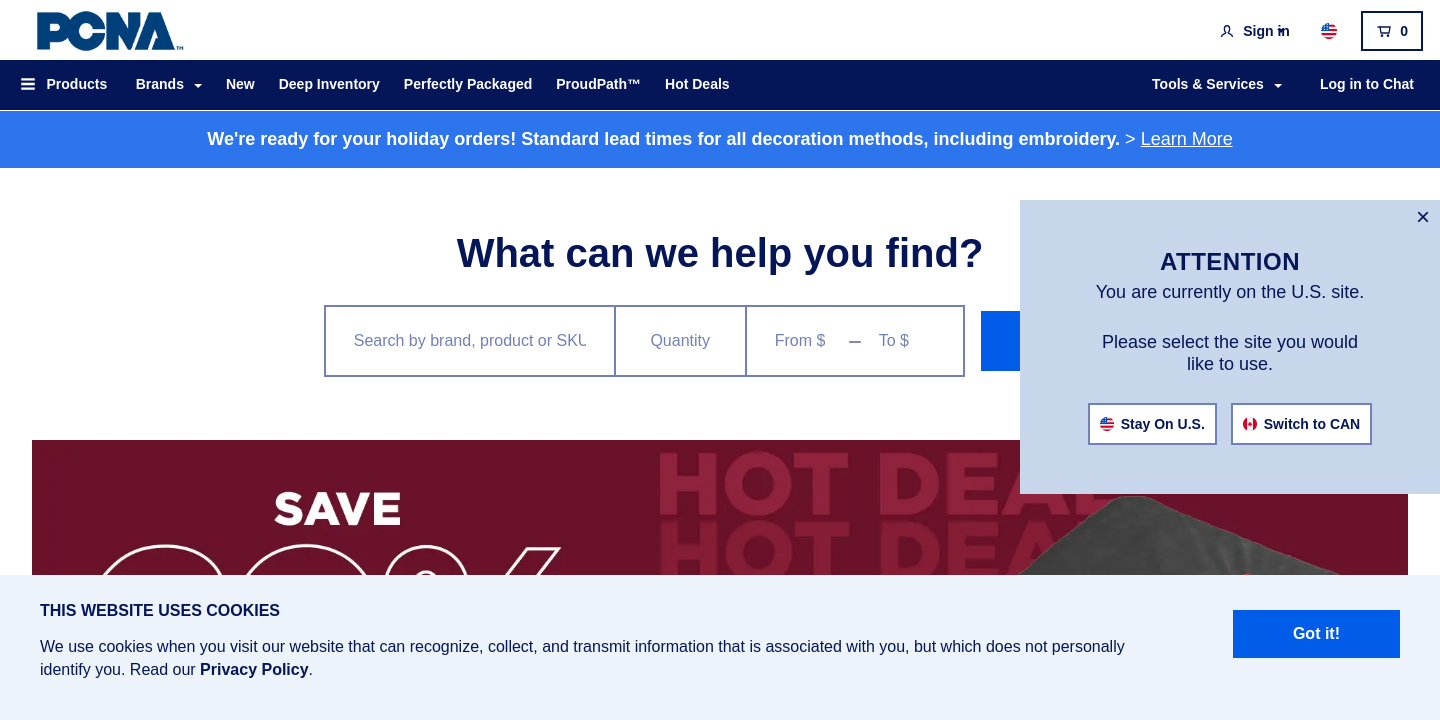 PCNA™
Sign in
0
Products Brands New Deep Inventory Perfectly Packaged ProudPath™ Hot Deals Tools & Services Log in to Chat
We're ready for your holiday orders! Standard lead times for all decoration methods, including embroidery. > Learn More
×
What can we help you find?
ATTENTION
You are currently on the U.S. site.
Search by brand, product or SKU Quantity From $ – To $
Please select the site you would
like to use.
Stay On U.S. Switch to CAN
HOT DEAL
SAVE
HOT DEA
THIS WEBSITE USES COOKIES
We use cookies when you visit our website that can recognize, collect, and transmit information that is associated with you, but which does not personally
identify you. Read our Privacy Policy.
Got it!